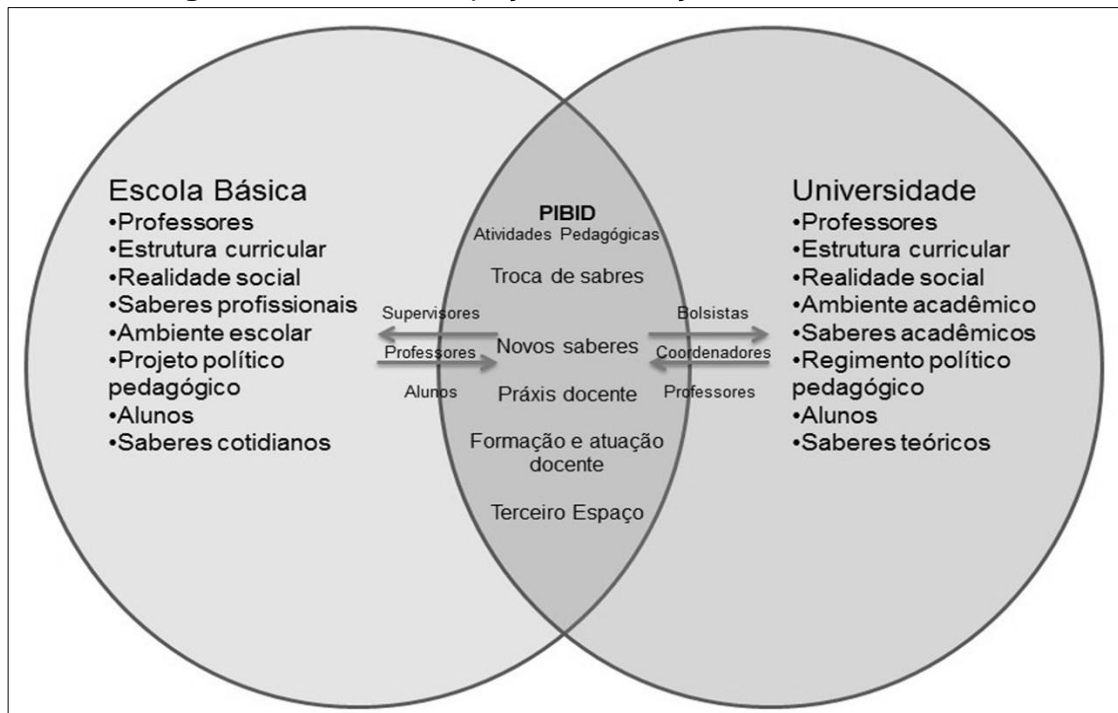 Escola Básica
•Professores
•Estrutura curricular
•Realidade social
•Saberes profissionais
•Ambiente escolar
•Projeto político
pedagógico
•Alunos
•Saberes cotidianos
Supervisores
Professores
Alunos
PIBID
Atividades Pedagógicas
Troca de sabres
Novos saberes
Práxis docente
Formação e atuação
docente
Terceiro Espaço
Bolsistas
Coordenadores
Professores
Universidade
•Professores
•Estrutura curricular
•Realidade social
•Ambiente acadêmico
•Saberes acadêmicos
•Regimento político
pedagógico
•Alunos
•Saberes teóricos